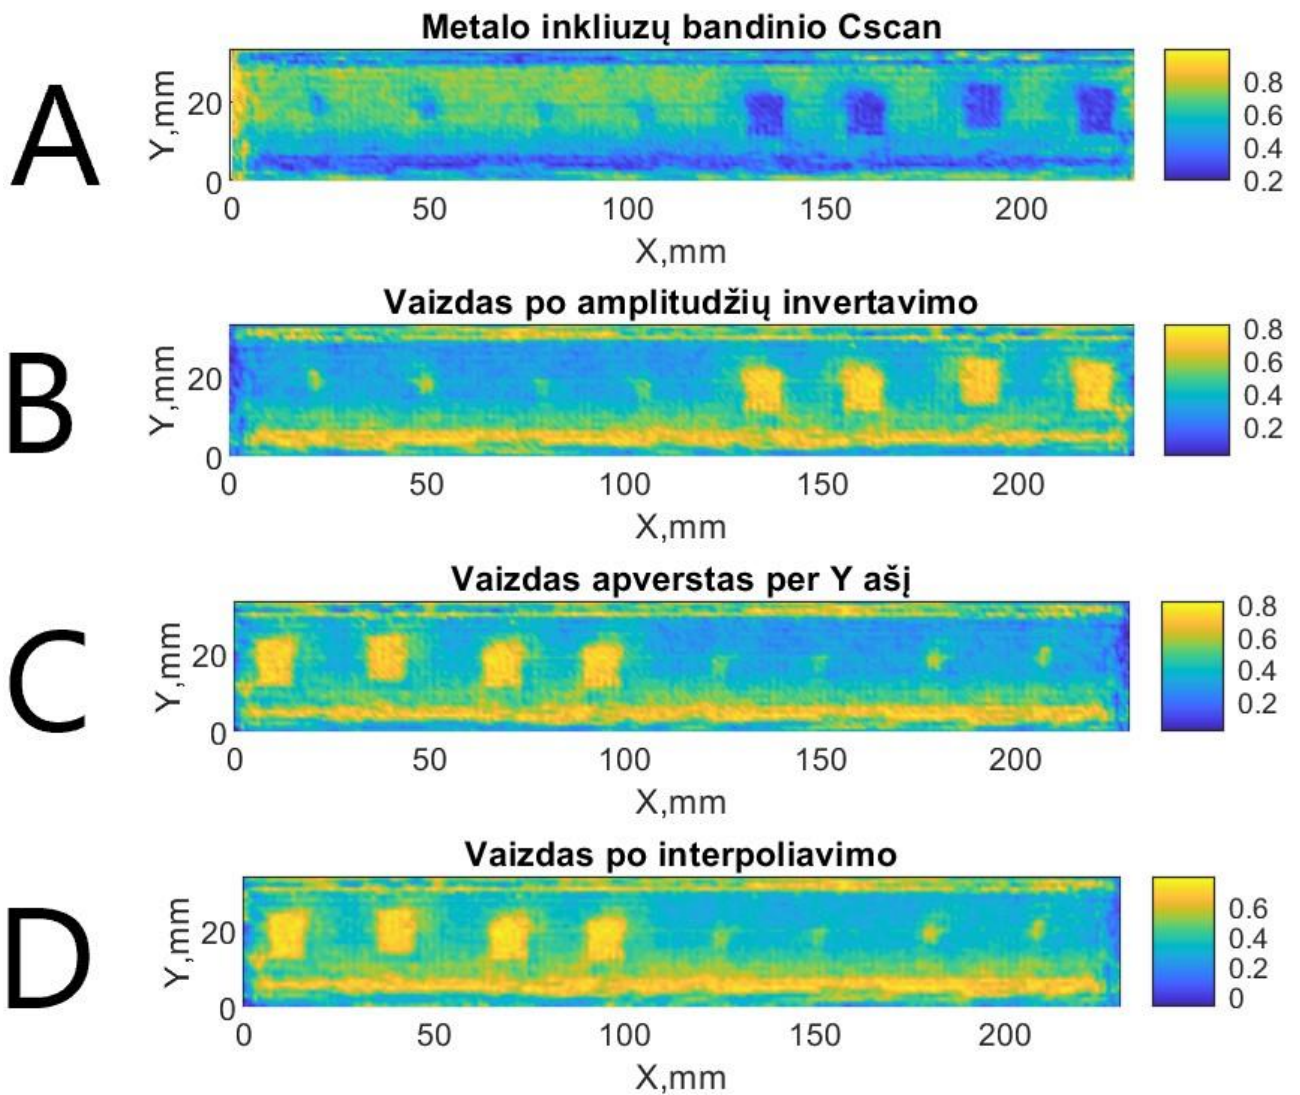 Metalo inkliuzų bandinio Cscan
A
Y,mm
20
0
0 50 100 150 200
X,mm
0.8
0.6
0.4
0.2
Vaizdas po amplitudžių invertavimo
B
Y,mm
20
0
0 50 100 150 200
X,mm
0.8
0.6
0.4
0.2
Vaizdas apverstas per Y ašį
C
Y,mm
20
0
0 50 100 150 200
X,mm
0.8
0.6
0.4
0.2
Vaizdas po interpoliavimo
D
Y,mm
20
0
0 50 100 150 200
X,mm
0.6
0.4
0.2
0